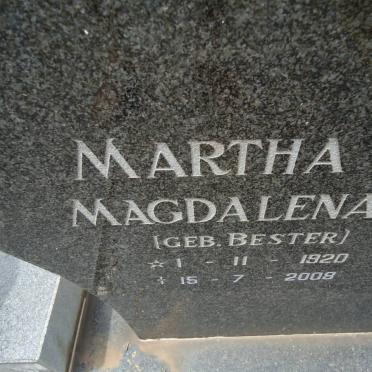 MARTHA
MAGDALENA
(GEB. BESTER)
☆ 1 - 11 - 1920
† 15 - 7 - 2009